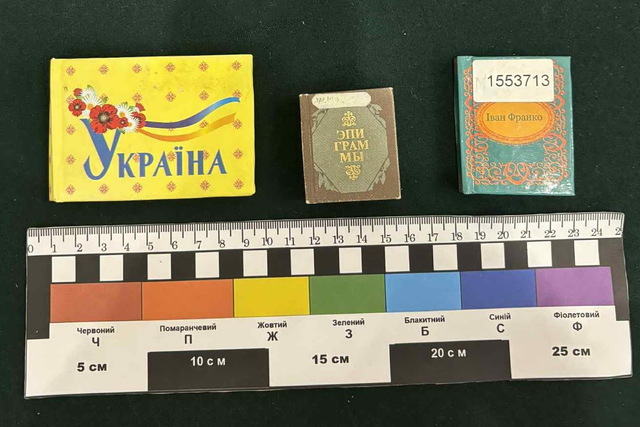 УКРАЇНА
ЭПИ
ГРАМ
МЫ
1553713
Іван Франко
0 1 2 3 4 5 6 7 8 9 10 11 12 13 14 15 16 17 18 19 20 21 22 23 24
Червоний Помаранчевий Жовтий Зелений Блакитний Синій Фіолетовий
Ч П Ж З Б С Ф
5 см 10 см 15 см 20 см 25 см